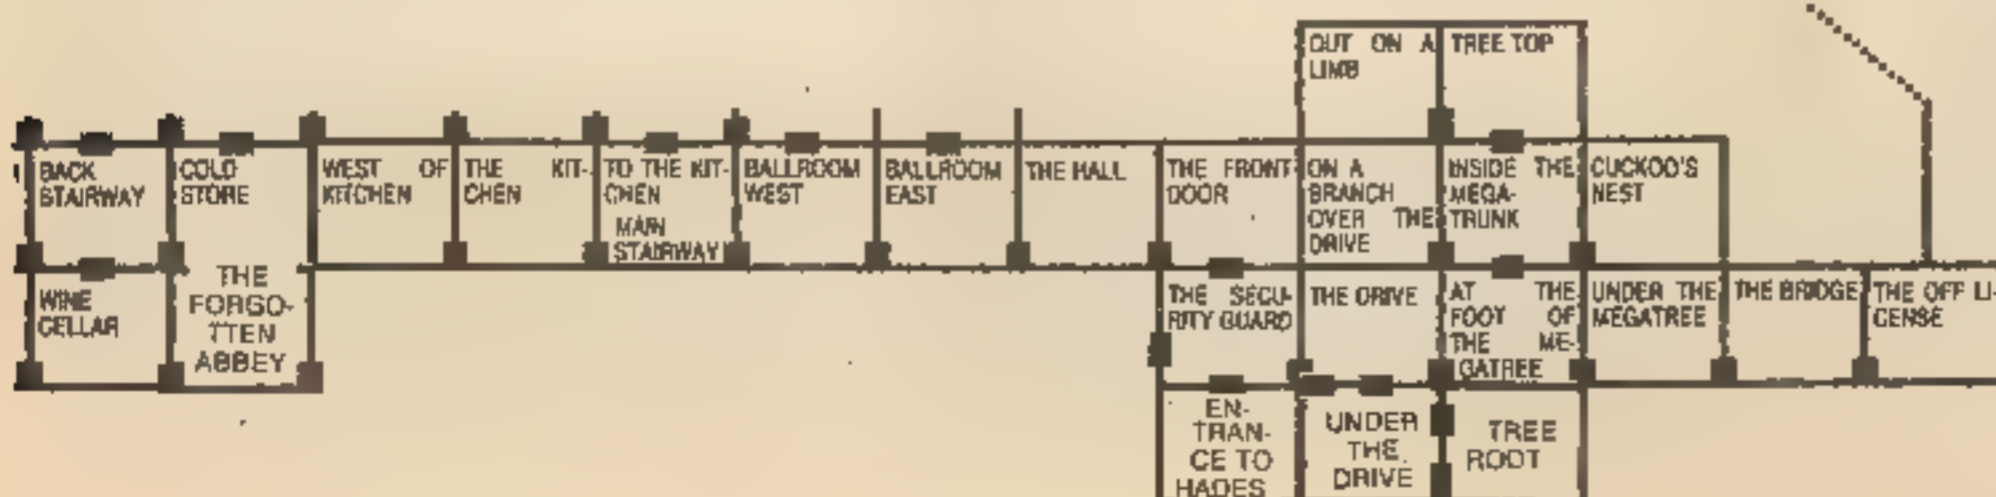 OUT ON A
LIMB
TREE TOP
BACK
STAIRWAY
COLD
STORE
WEST OF
KITCHEN
THE KIT-
CHEN
TO THE KIT-
CHEN
MAIN
STAIRWAY
BALLROOM
WEST
BALLROOM
EAST
THE HALL
THE FRONT
DOOR
ON A
BRANCH
OVER THE
DRIVE
INSIDE THE
MEGA-
TRUNK
CUCKOO'S
NEST
WINE
CELLAR
THE
FORGO-
TTEN
ABBEY
THE SECU-
RITY GUARD
THE DRIVE
AT THE
FOOT OF
THE ME-
GATREE
UNDER THE
MEGATREE
THE BRIDGE
THE OFF LI-
CENSE
EN-
TRAN-
CE TO
HADES
UNDER
THE
DRIVE
TREE
ROOT